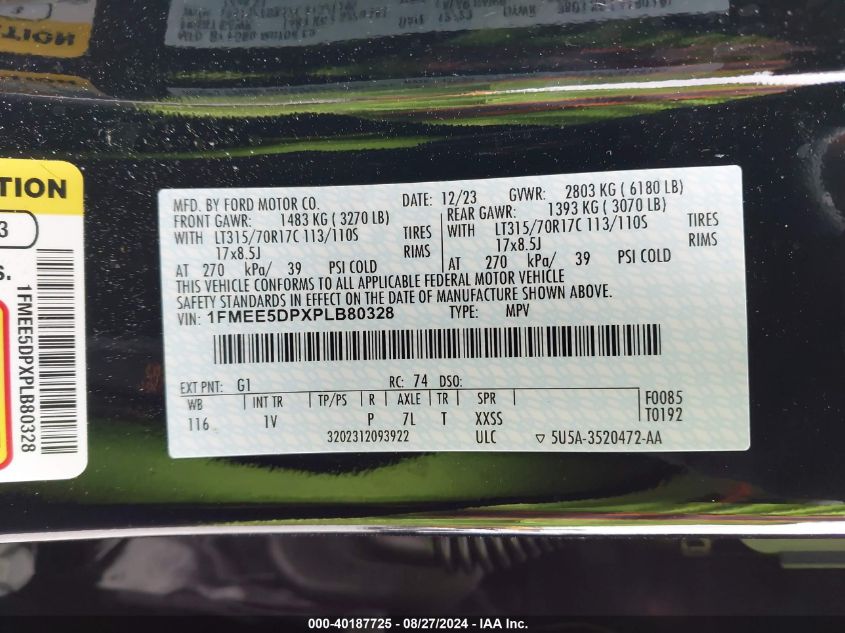 TION
3
S.
1FMEE5DPXPLB80328
MFD. BY FORD MOTOR CO. DATE: 12/23 GVWR: 2803 KG ( 6180 LB)
FRONT GAWR: 1483 KG ( 3270 LB) REAR GAWR: 1393 KG ( 3070 LB)
WITH LT315/70R17C 113/110S TIRES WITH LT315/70R17C 113/110S TIRES
17x8.5J RIMS 17x8.5J RIMS
AT 270 kPa/ 39 PSI COLD AT 270 kPa/ 39 PSI COLD
THIS VEHICLE CONFORMS TO ALL APPLICABLE FEDERAL MOTOR VEHICLE
SAFETY STANDARDS IN EFFECT ON THE DATE OF MANUFACTURE SHOWN ABOVE.
VIN: 1FMEE5DPXPLB80328 TYPE: MPV
EXT PNT: G1 RC: 74 DSO:
WB INT TR TP/PS R AXLE TR SPR F0085
116 1V P 7L T XXSS T0192
3202312093922 ULC ▽ 5U5A-3520472-AA
000-40187725 - 08/27/2024 - IAA Inc.